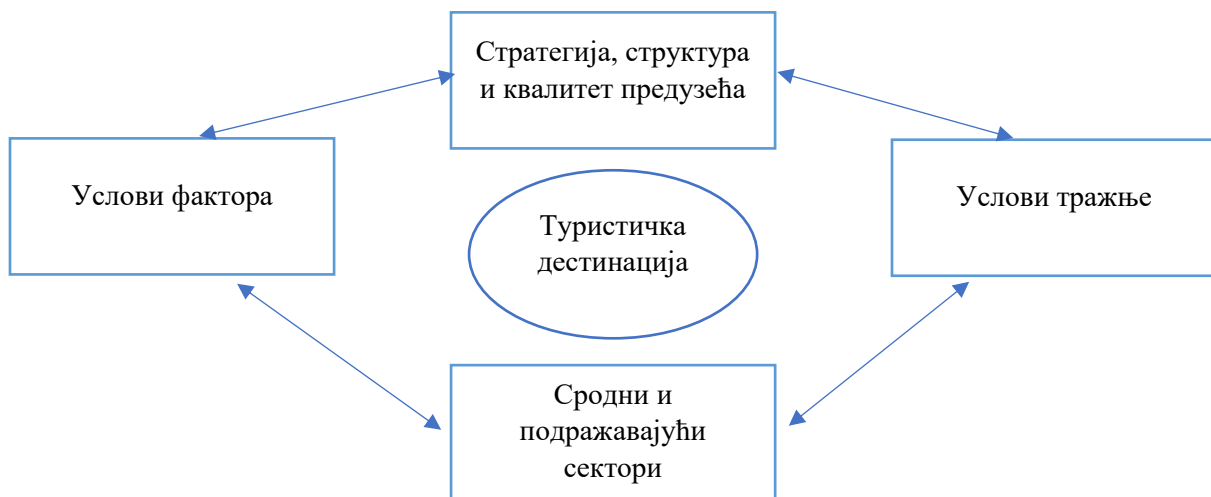 Стратегија, структура
и квалитет предузећа
Услови фактора
Услови тражње
Туристичка
дестинација
Сродни и
подражавајући
сектори